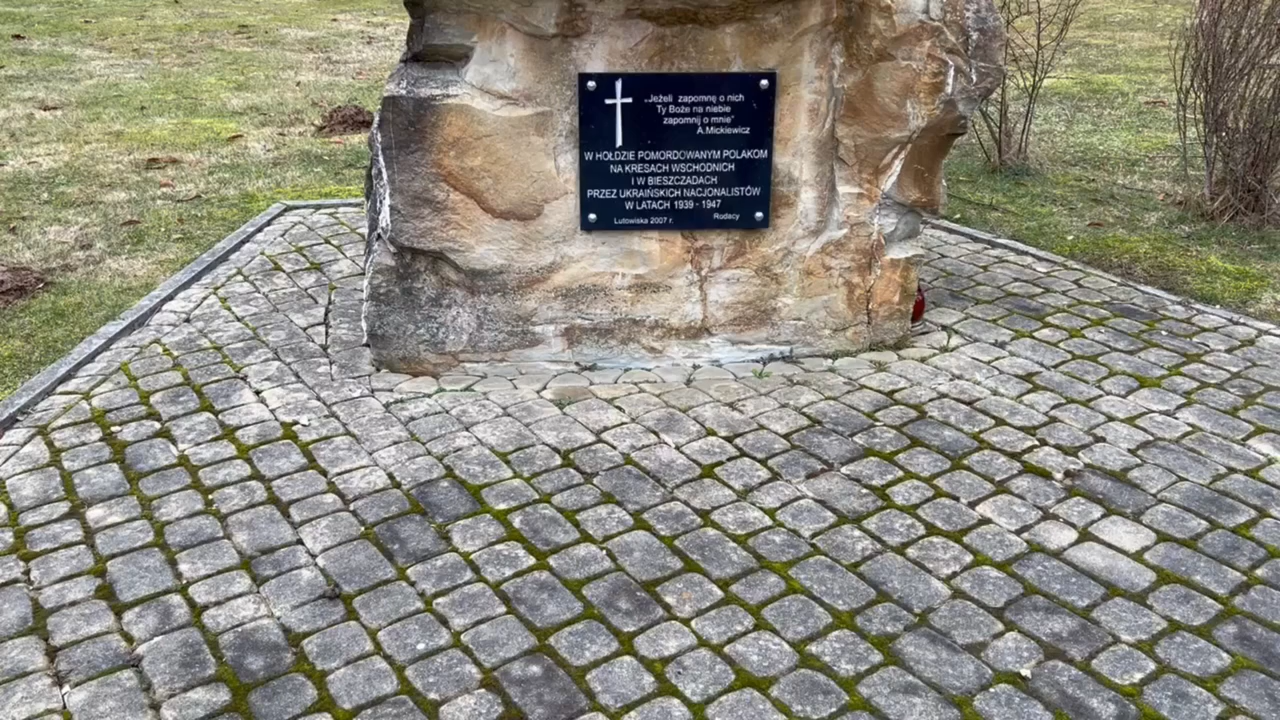 „Jeżeli zapomnę o nich
Ty Boże na niebie
zapomnij o mnie"
A.Mickiewicz
W HOŁDZIE POMORDOWANYM POLAKOM
NA KRESACH WSCHODNICH
I W BIESZCZADACH
PRZEZ UKRAIŃSKICH NACJONALISTÓW
W LATACH 1939 - 1947
Lutowiska 2007 r. Rodacy